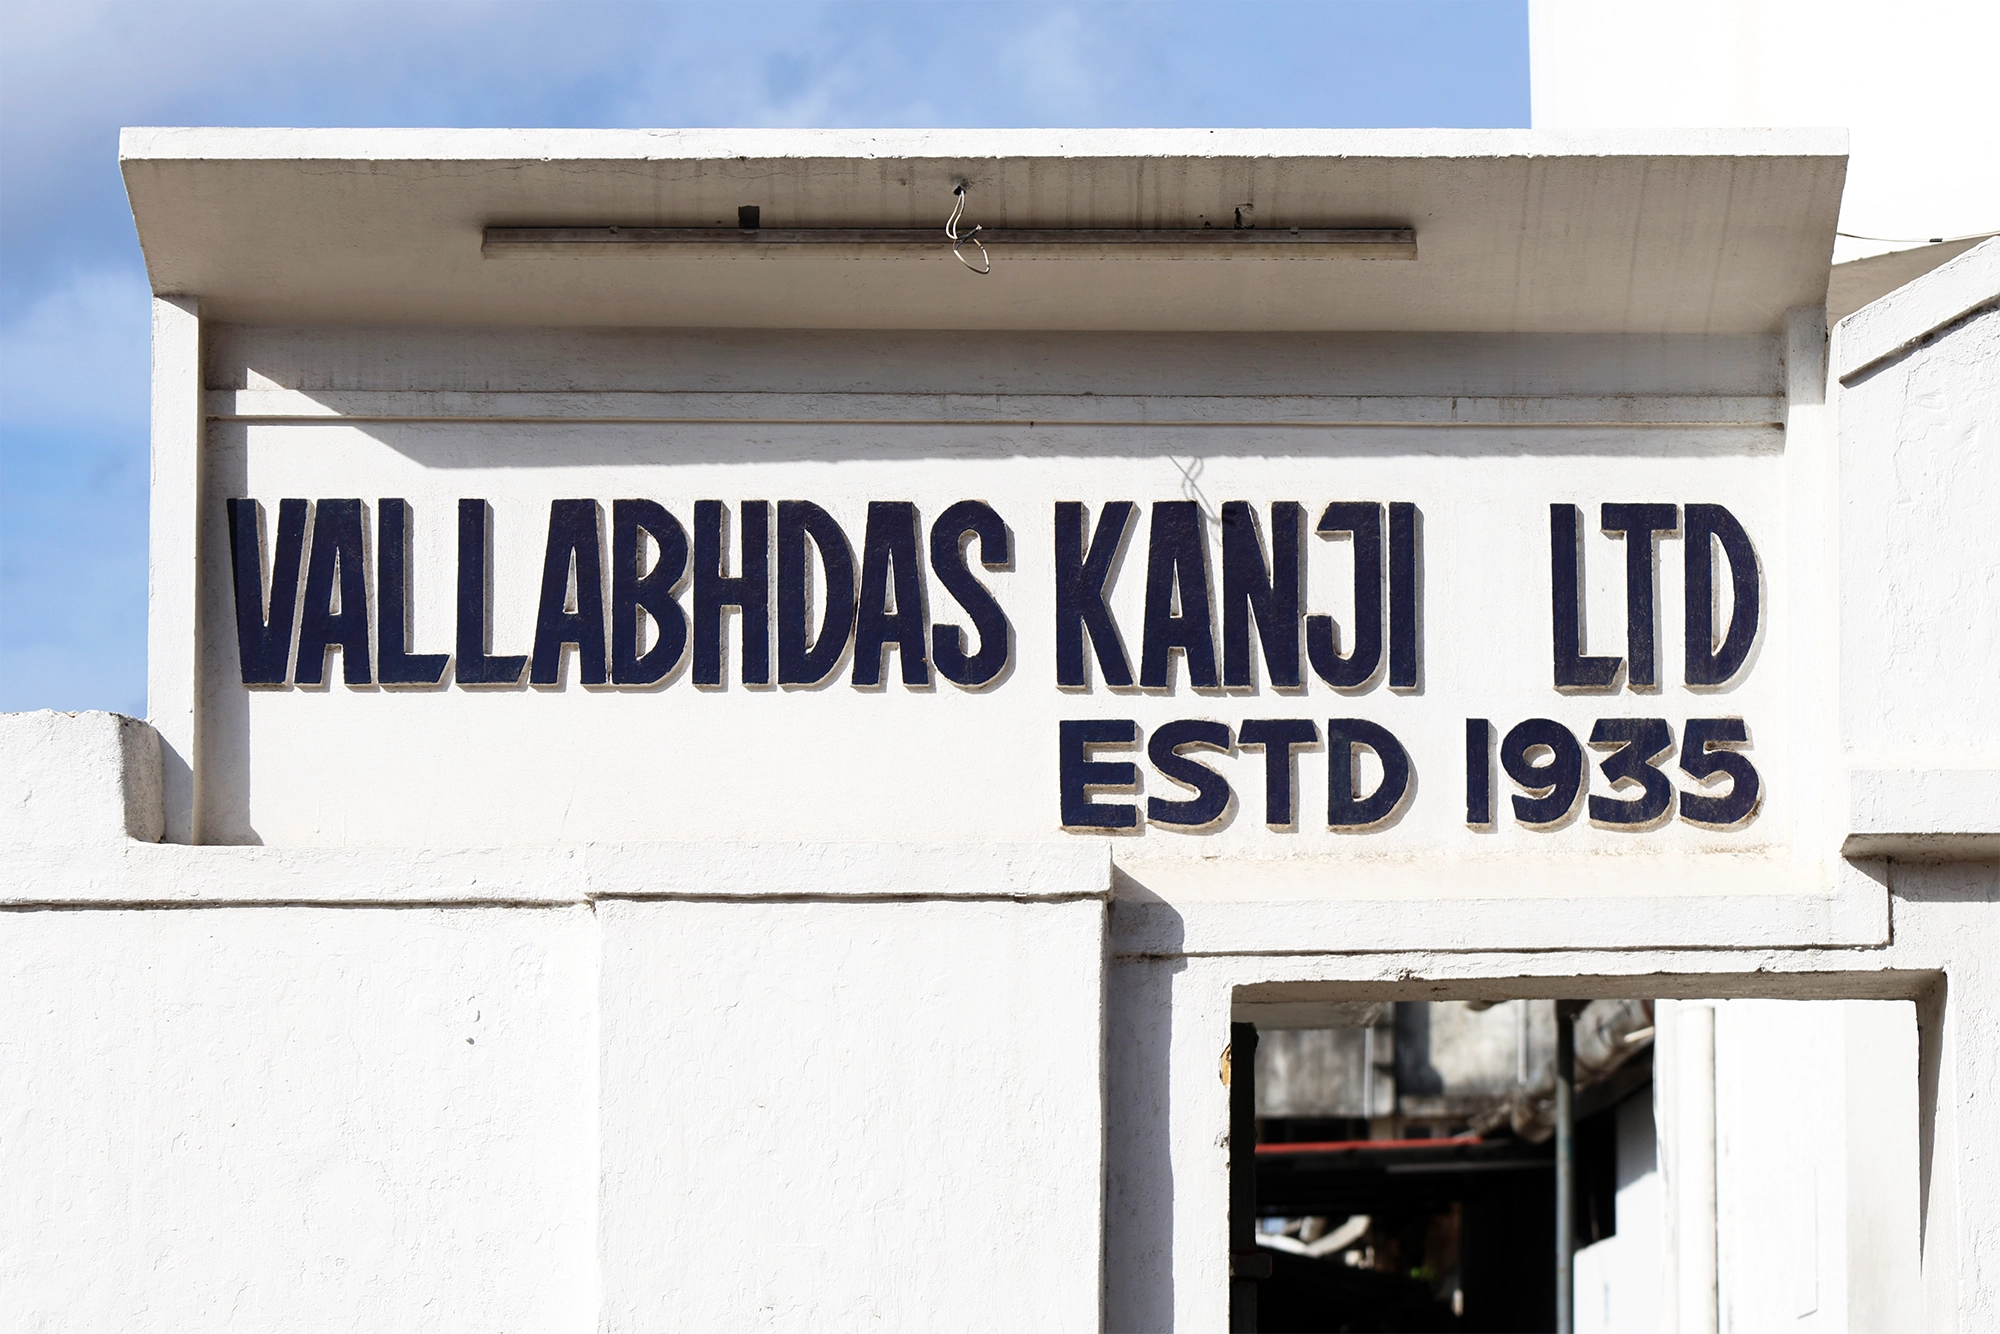 VALLABHDAS KANJI LTD
ESTD 1935